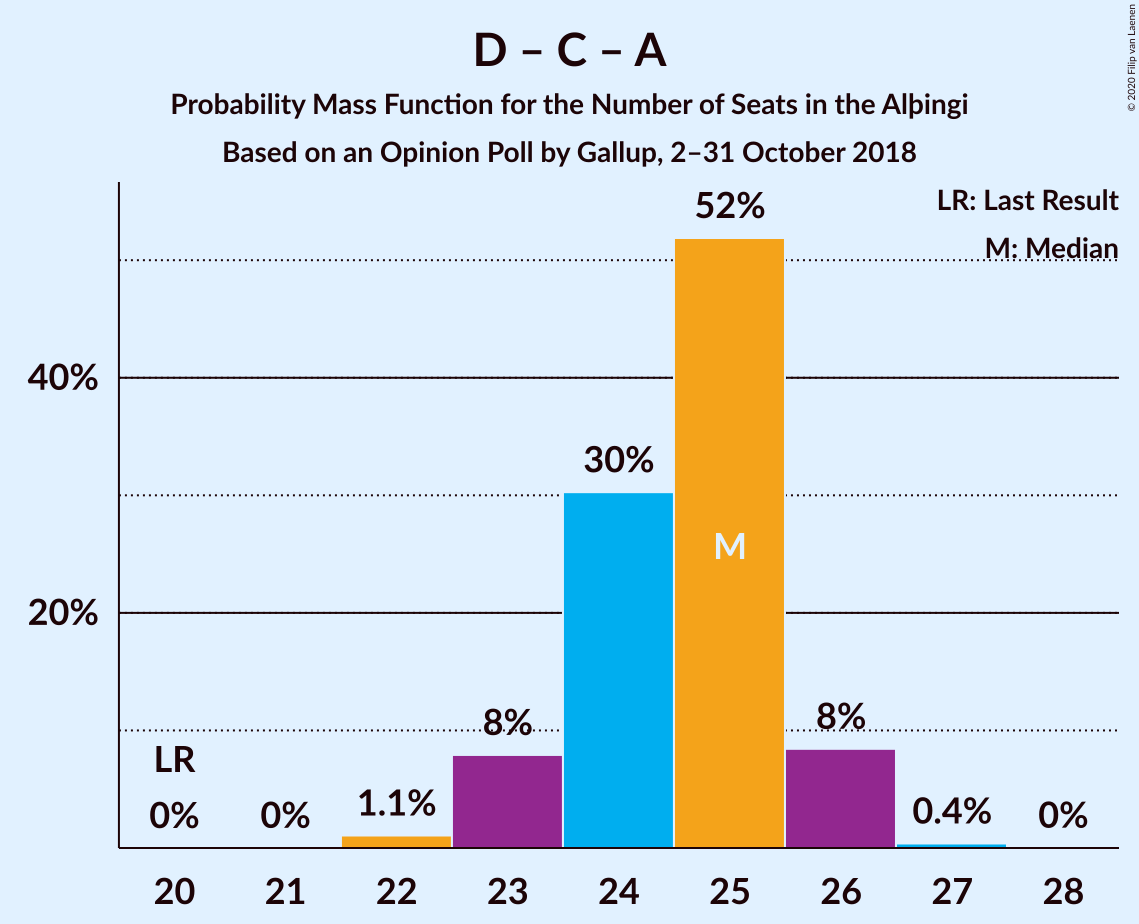 D – C – A
Probability Mass Function for the Number of Seats in the Alþingi
Based on an Opinion Poll by Gallup, 2–31 October 2018
© 2020 Filip van Laenen
LR: Last Result
M: Median
52%
40%
30%
M
20%
8%
8%
LR
0%
0%
1.1%
0.4%
0%
20
21
22
23
24
25
26
27
28